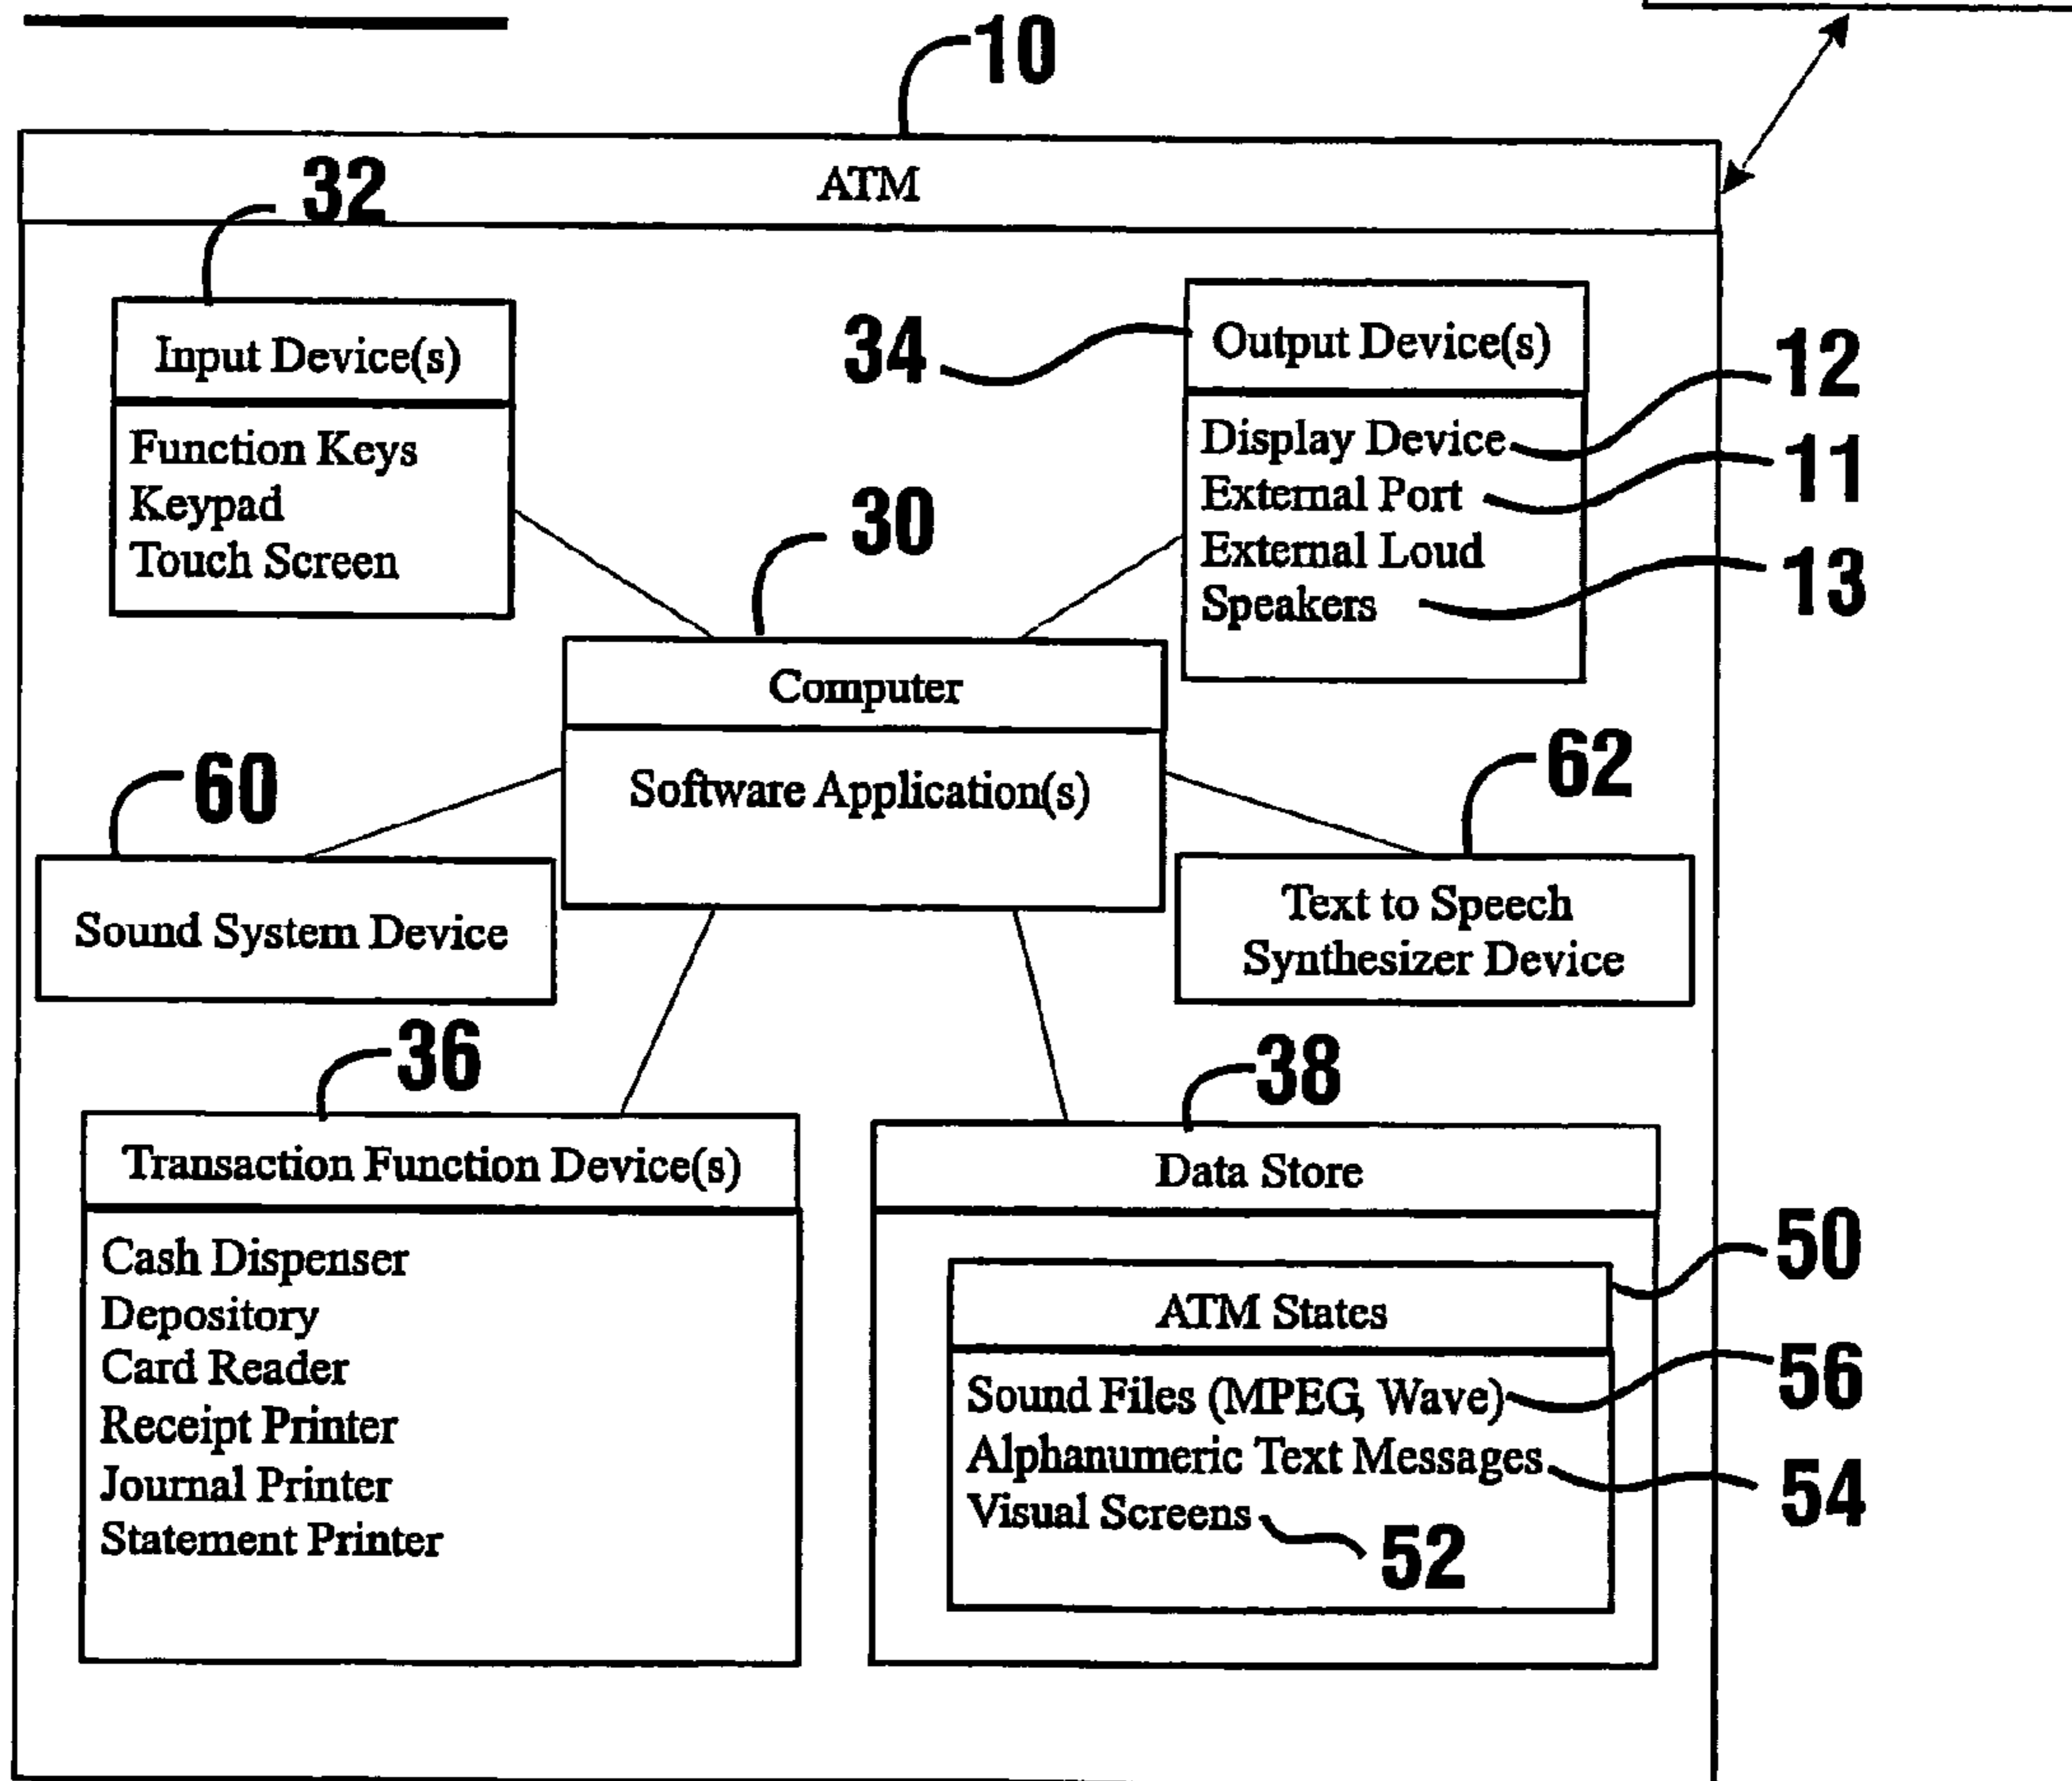 10
ATM
32
Input Device(s)
Function Keys
Keypad
Touch Screen
34
Output Device(s)
Display Device
12
External Port
11
External Loud
Speakers
13
30
Computer
Software Application(s)
60
Sound System Device
62
Text to Speech
Synthesizer Device
36
Transaction Function Device(s)
Cash Dispenser
Depository
Card Reader
Receipt Printer
Journal Printer
Statement Printer
38
Data Store
50
ATM States
Sound Files (MPEG, Wave)
56
Alphanumeric Text Messages
54
Visual Screens
52